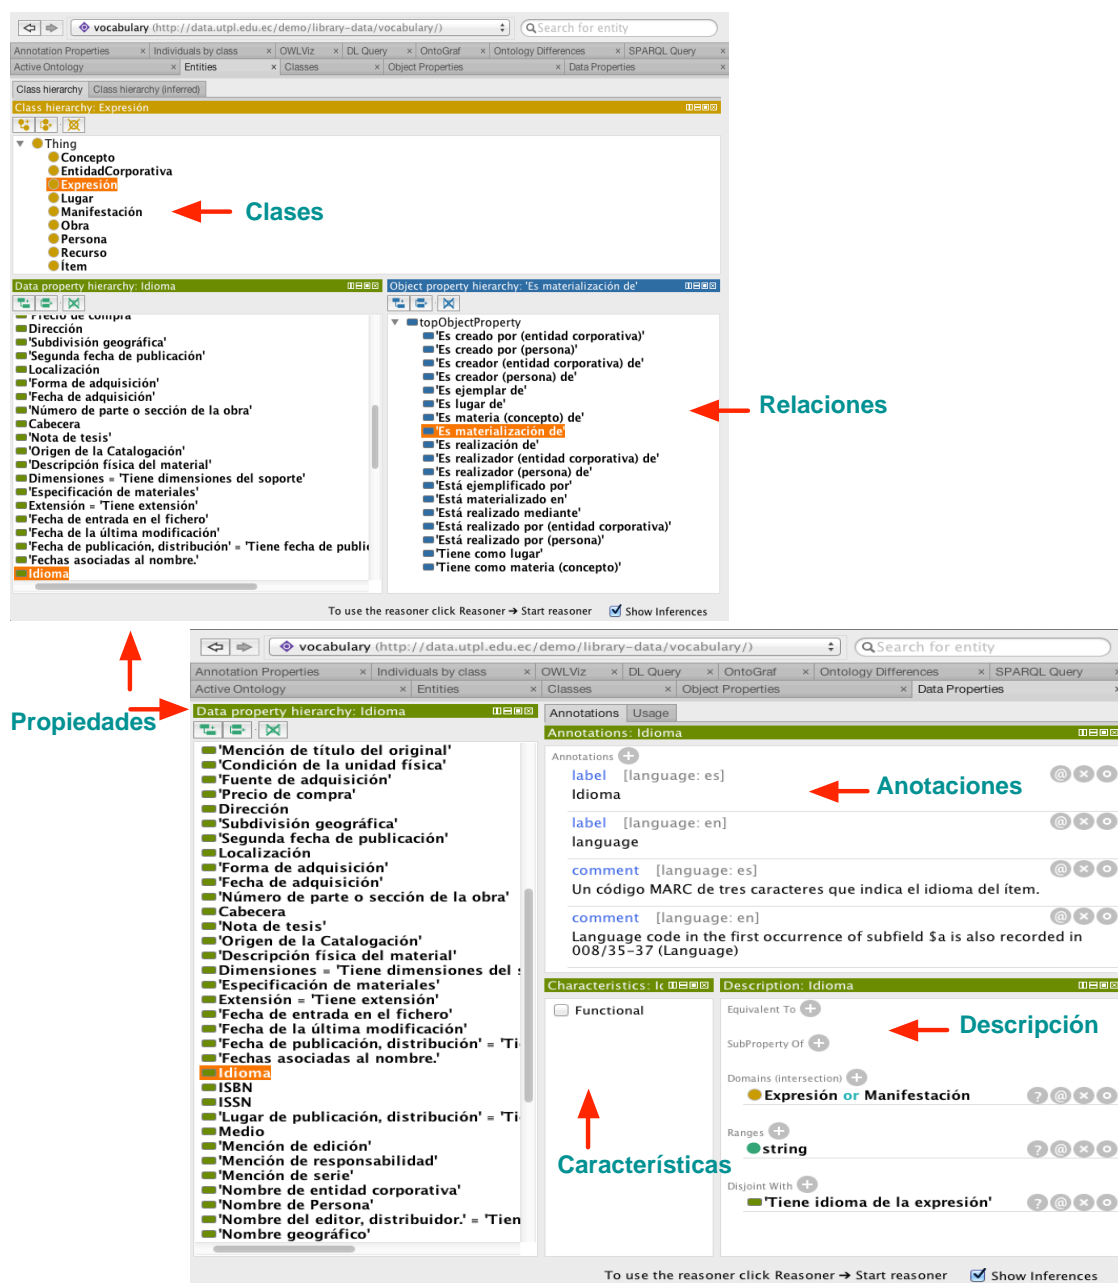 vocabulary (http://data.utpl.edu.ec/demo/library-data/vocabulary/)
Search for entity
Annotation Properties × Individuals by class × OWLViz × DL Query × OntoGraf × Ontology Differences × SPARQL Query ×
Active Ontology × Entities × Classes × Object Properties × Data Properties ×
Class hierarchy Class hierarchy (inferred)
Class hierarchy: Expresión
Thing
Concepto
EntidadCorporativa
Expresión
Lugar
Manifestación
Obra
Persona
Recurso
Ítem
Clases
Data property hierarchy: Idioma
'Precio de compra'
Dirección
'Subdivisión geográfica'
'Segunda fecha de publicación'
Localización
'Forma de adquisición'
'Fecha de adquisición'
'Número de parte o sección de la obra'
Cabecera
'Nota de tesis'
'Origen de la Catalogación'
'Descripción física del material'
Dimensiones = 'Tiene dimensiones del soporte'
'Especificación de materiales'
Extensión = 'Tiene extensión'
'Fecha de entrada en el fichero'
'Fecha de la última modificación'
'Fecha de publicación, distribución' = 'Tiene fecha de publi
'Fechas asociadas al nombre.'
Idioma
Object property hierarchy: 'Es materialización de'
topObjectProperty
'Es creado por (entidad corporativa)'
'Es creado por (persona)'
'Es creador (entidad corporativa) de'
'Es creador (persona) de'
'Es ejemplar de'
'Es lugar de'
'Es materia (concepto) de'
'Es materialización de'
'Es realización de'
'Es realizador (entidad corporativa) de'
'Es realizador (persona) de'
'Está ejemplificado por'
'Está materializado en'
'Está realizado mediante'
'Está realizado por (entidad corporativa)'
'Está realizado por (persona)'
'Tiene como lugar'
'Tiene como materia (concepto)'
Relaciones
To use the reasoner click Reasoner → Start reasoner Show Inferences
Propiedades
vocabulary (http://data.utpl.edu.ec/demo/library-data/vocabulary/)
Search for entity
Annotation Properties × Individuals by class × OWLViz × DL Query × OntoGraf × Ontology Differences × SPARQL Query ×
Active Ontology × Entities × Classes × Object Properties × Data Properties ×
Data property hierarchy: Idioma
'Mención de título del original'
'Condición de la unidad física'
'Fuente de adquisición'
'Precio de compra'
Dirección
'Subdivisión geográfica'
'Segunda fecha de publicación'
Localización
'Forma de adquisición'
'Fecha de adquisición'
'Número de parte o sección de la obra'
Cabecera
'Nota de tesis'
'Origen de la Catalogación'
'Descripción física del material'
Dimensiones = 'Tiene dimensiones del s
'Especificación de materiales'
Extensión = 'Tiene extensión'
'Fecha de entrada en el fichero'
'Fecha de la última modificación'
'Fecha de publicación, distribución' = 'Ti
'Fechas asociadas al nombre.'
Idioma
ISBN
ISSN
'Lugar de publicación, distribución' = 'Ti
Medio
'Mención de edición'
'Mención de responsabilidad'
'Mención de serie'
'Nombre de entidad corporativa'
'Nombre de Persona'
'Nombre del editor, distribuidor.' = 'Tien
'Nombre geográfico'
Annotations Usage
Annotations: Idioma
Annotations
label [language: es]
Idioma
label [language: en]
language
comment [language: es]
Un código MARC de tres caracteres que indica el idioma del ítem.
comment [language: en]
Language code in the first occurrence of subfield $a is also recorded in
008/35-37 (Language)
Anotaciones
Characteristics: Ic
Functional
Características
Description: Idioma
Equivalent To
SubProperty Of
Descripción
Domains (intersection)
Expresión or Manifestación
Ranges
string
Disjoint With
'Tiene idioma de la expresión'
To use the reasoner click Reasoner → Start reasoner Show Inferences